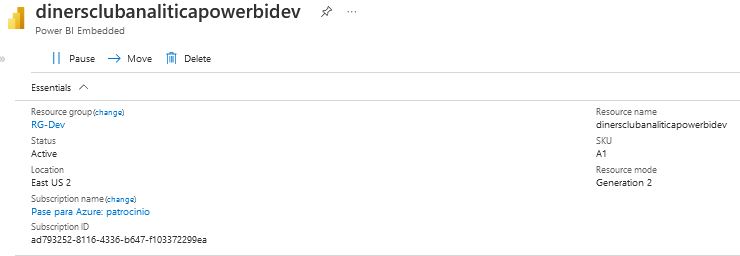 dinersclubanaliticapowerbidev
Power BI Embedded
Pause Move Delete
Essentials
Resource group(change)
RG-Dev
Status
Active
Location
East US 2
Subscription name(change)
Pase para Azure: patrocinio
Subscription ID
ad793252-8116-4336-b647-f103372299ea
Resource name
dinersclubanaliticapowerbidev
SKU
A1
Resource mode
Generation 2